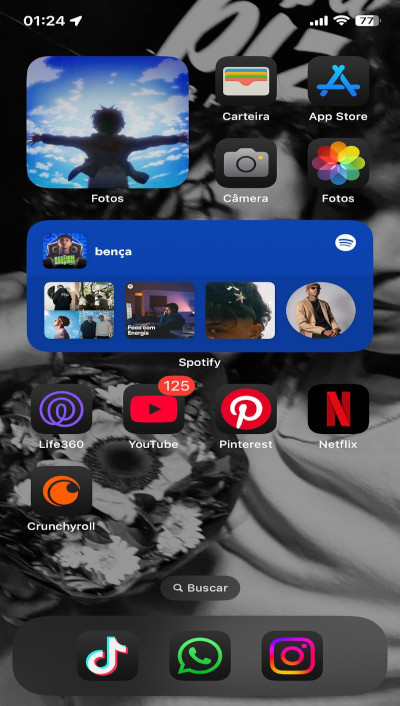 01:24
77
Fotos
Carteira
App Store
Câmera
Fotos
bença
Foco com
Energia
Spotify
125
Life360
YouTube
Pinterest
Netflix
Crunchyroll
Buscar